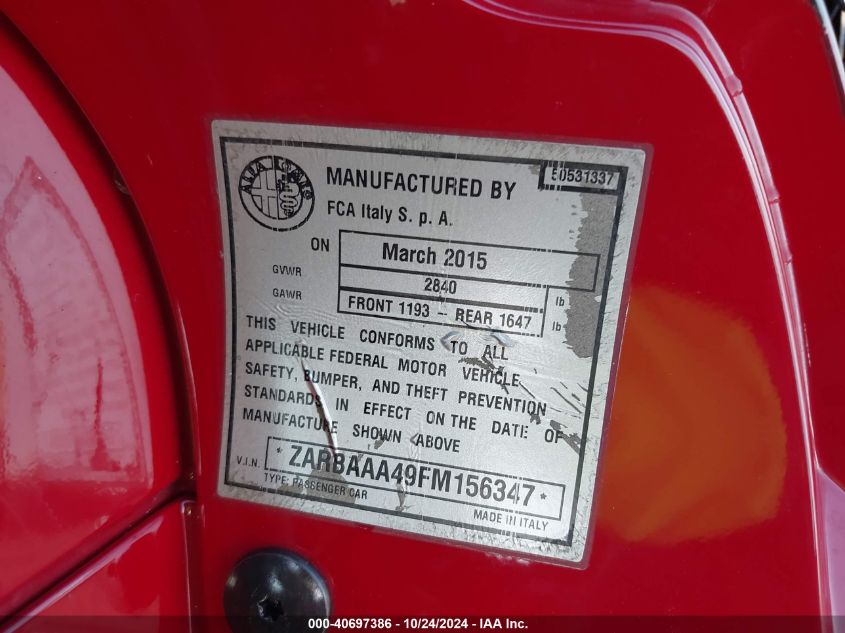 ALFA ROMEO
MANUFACTURED BY
50531337
FCA Italy S. p. A.
ON March 2015
GVWR 2840 lb
GAWR FRONT 1193 – REAR 1647 lb
THIS VEHICLE CONFORMS TO ALL
APPLICABLE FEDERAL MOTOR VEHICLE
SAFETY, BUMPER, AND THEFT PREVENTION
STANDARDS IN EFFECT ON THE DATE OF
MANUFACTURE SHOWN ABOVE
V.I.N. * ZARBAAA49FM156347 *
TYPE: PASSENGER CAR
MADE IN ITALY
000-40697386 - 10/24/2024 - IAA Inc.